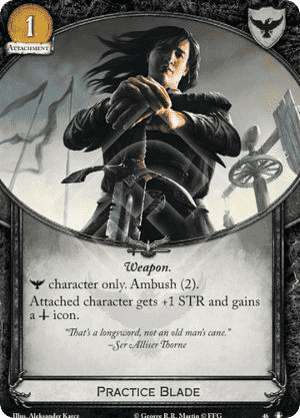 1
ATTACHMENT
Weapon.
character only. Ambush (2).
Attached character gets +1 STR and gains
a icon.
"That's a longsword, not an old man's cane."
–Ser Alliser Thorne
PRACTICE BLADE
Illus. Aleksander Karcz © George R.R. Martin © FFG 46